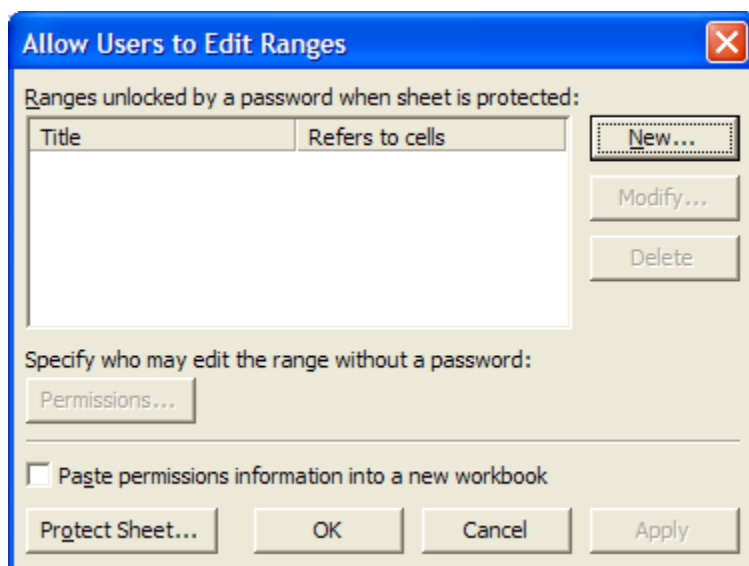 Allow Users to Edit Ranges
Ranges unlocked by a password when sheet is protected:
Title Refers to cells
New...
Modify...
Delete
Specify who may edit the range without a password:
Permissions...
Paste permissions information into a new workbook
Protect Sheet... OK Cancel Apply